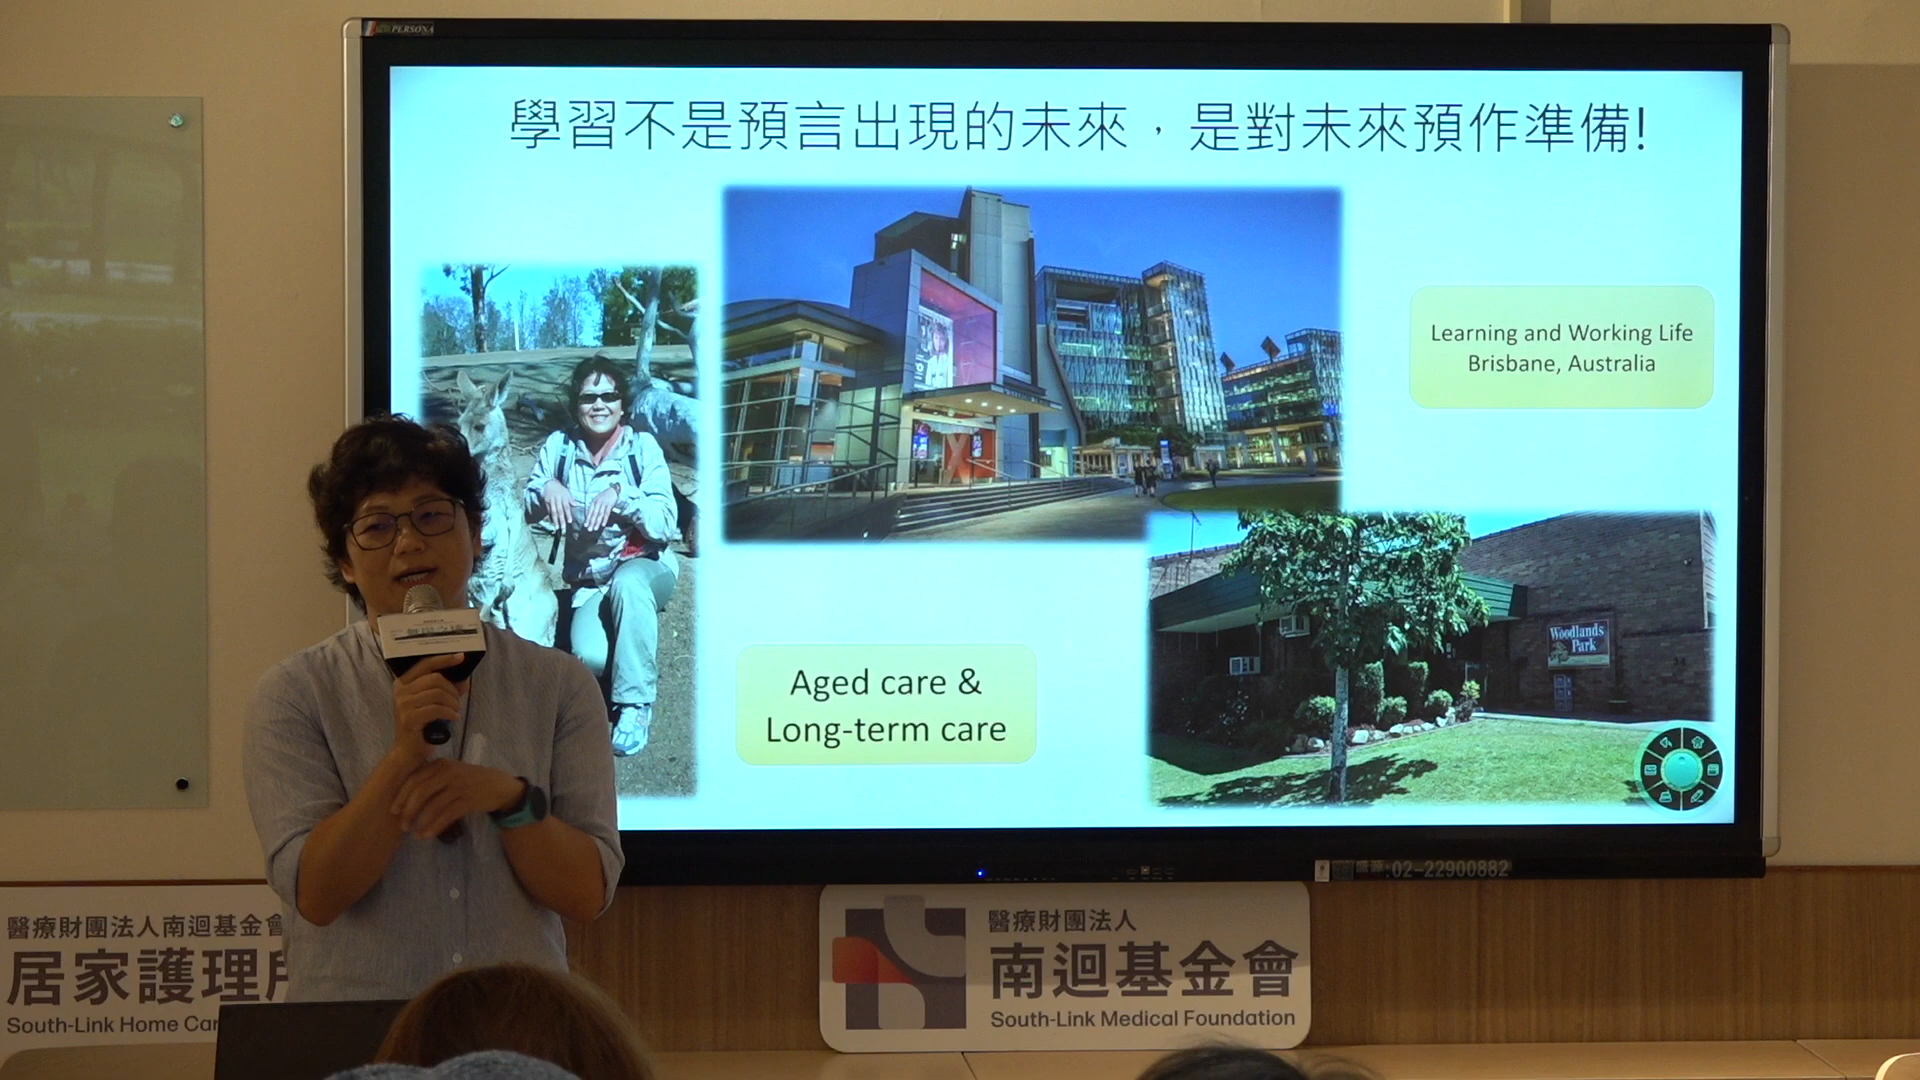 PERSONA
學習不是預言出現的未來，是對未來預作準備!
Learning and Working Life
Brisbane, Australia
Woodlands
Park
Aged care &
Long-term care
:02-22900882
醫療財團法人南迴基金會
居家護理所
South-Link Home Car
醫療財團法人
南迴基金會
South-Link Medical Foundation